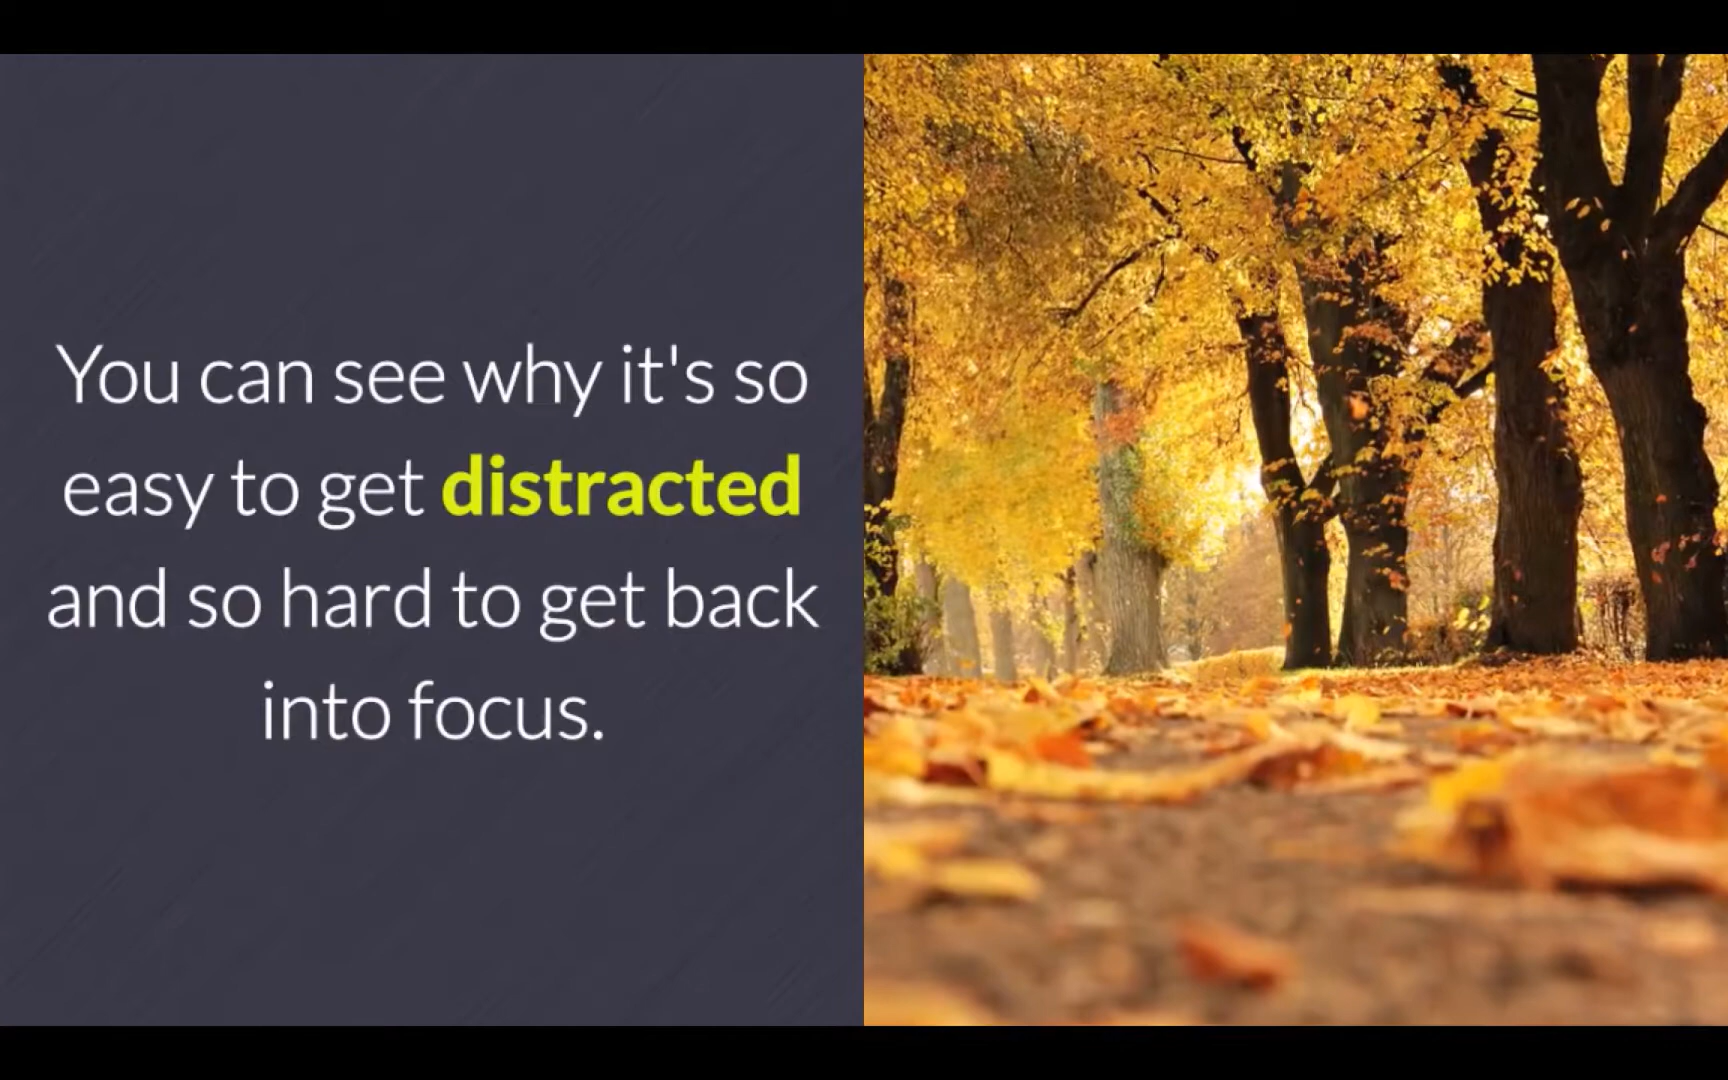 You can see why it's so
easy to get distracted
and so hard to get back
into focus.